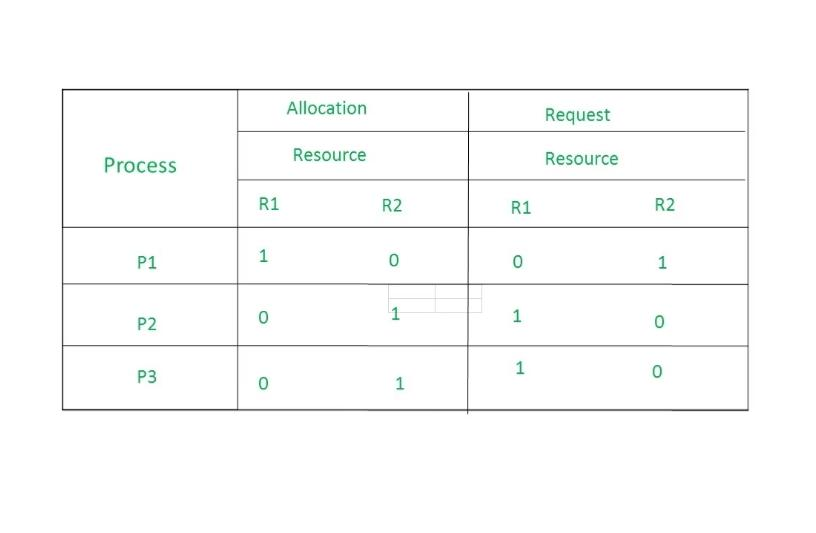 Allocation Request
Process Resource Resource
R1 R2 R1 R2
P1 1 0 0 1
P2 0 1 1 0
P3 0 1 1 0